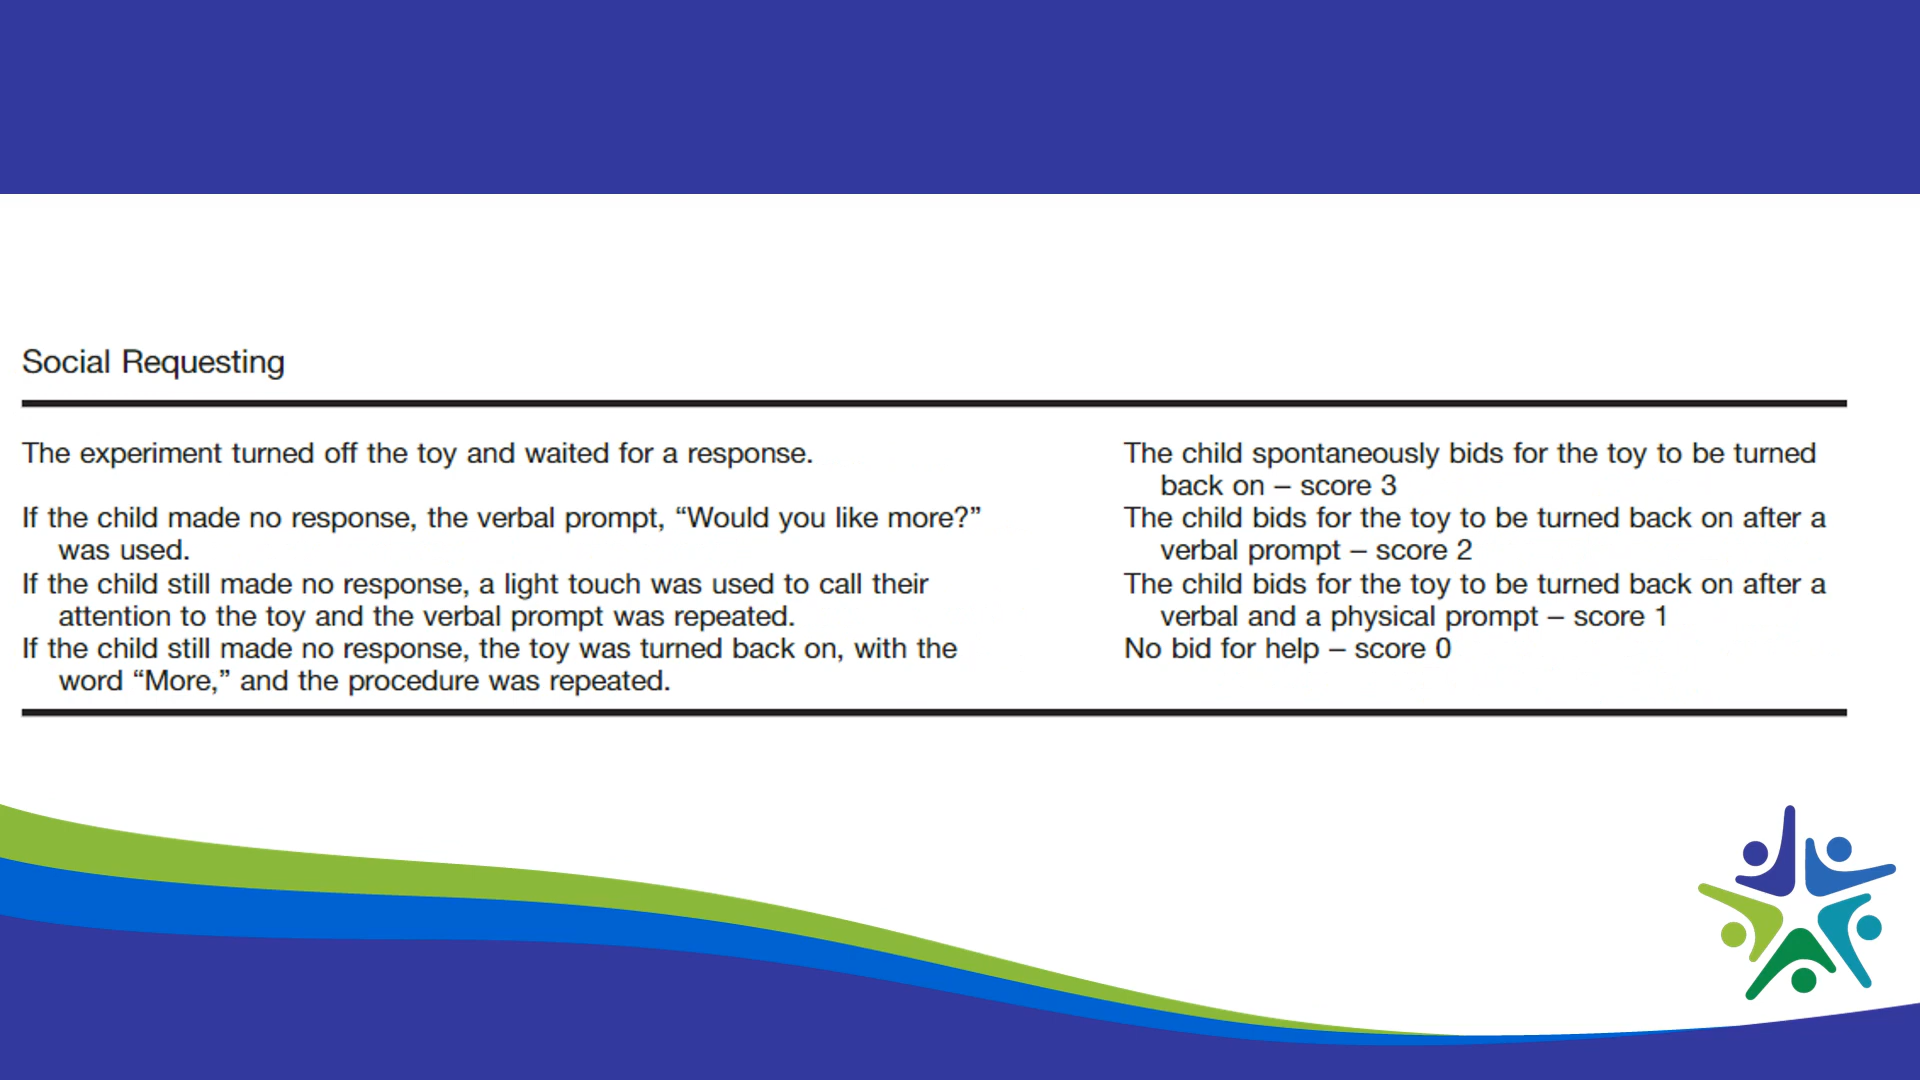 Social Requesting
The experiment turned off the toy and waited for a response.
If the child made no response, the verbal prompt, “Would you like more?”
was used.
If the child still made no response, a light touch was used to call their
attention to the toy and the verbal prompt was repeated.
If the child still made no response, the toy was turned back on, with the
word “More,” and the procedure was repeated.
The child spontaneously bids for the toy to be turned
back on – score 3
The child bids for the toy to be turned back on after a
verbal prompt – score 2
The child bids for the toy to be turned back on after a
verbal and a physical prompt – score 1
No bid for help – score 0